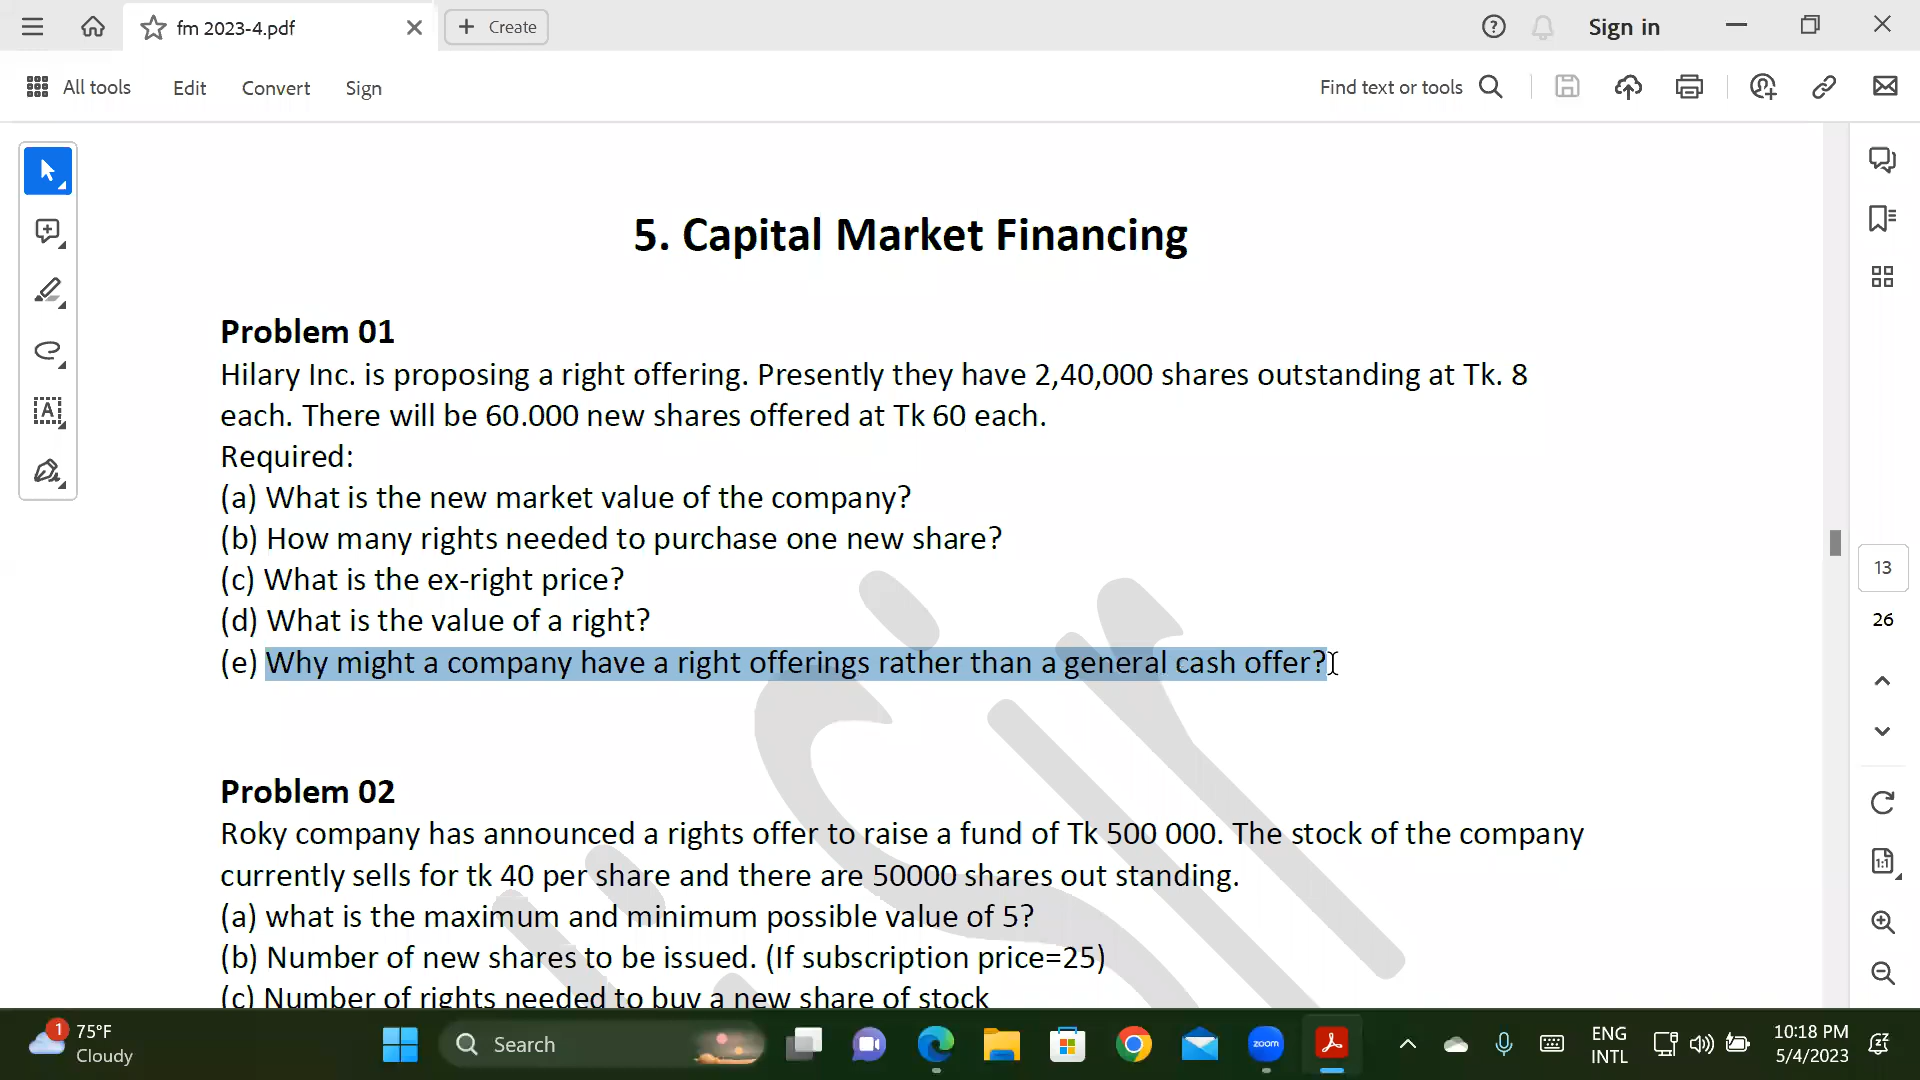 fm 2023-4.pdf
Create
Sign in
All tools
Edit
Convert
Sign
Find text or tools
5. Capital Market Financing
Problem 01
Hilary Inc. is proposing a right offering. Presently they have 2,40,000 shares outstanding at Tk. 8
each. There will be 60.000 new shares offered at Tk 60 each.
Required:
(a) What is the new market value of the company?
(b) How many rights needed to purchase one new share?
(c) What is the ex-right price?
(d) What is the value of a right?
(e) Why might a company have a right offerings rather than a general cash offer?
Problem 02
Roky company has announced a rights offer to raise a fund of Tk 500 000. The stock of the company
currently sells for tk 40 per share and there are 50000 shares out standing.
(a) what is the maximum and minimum possible value of 5?
(b) Number of new shares to be issued. (If subscription price=25)
(c) Number of rights needed to buy a new share of stock
13
26
1:1
1
75°F
Cloudy
Search
zoom
ENG
INTL
10:18 PM
5/4/2023